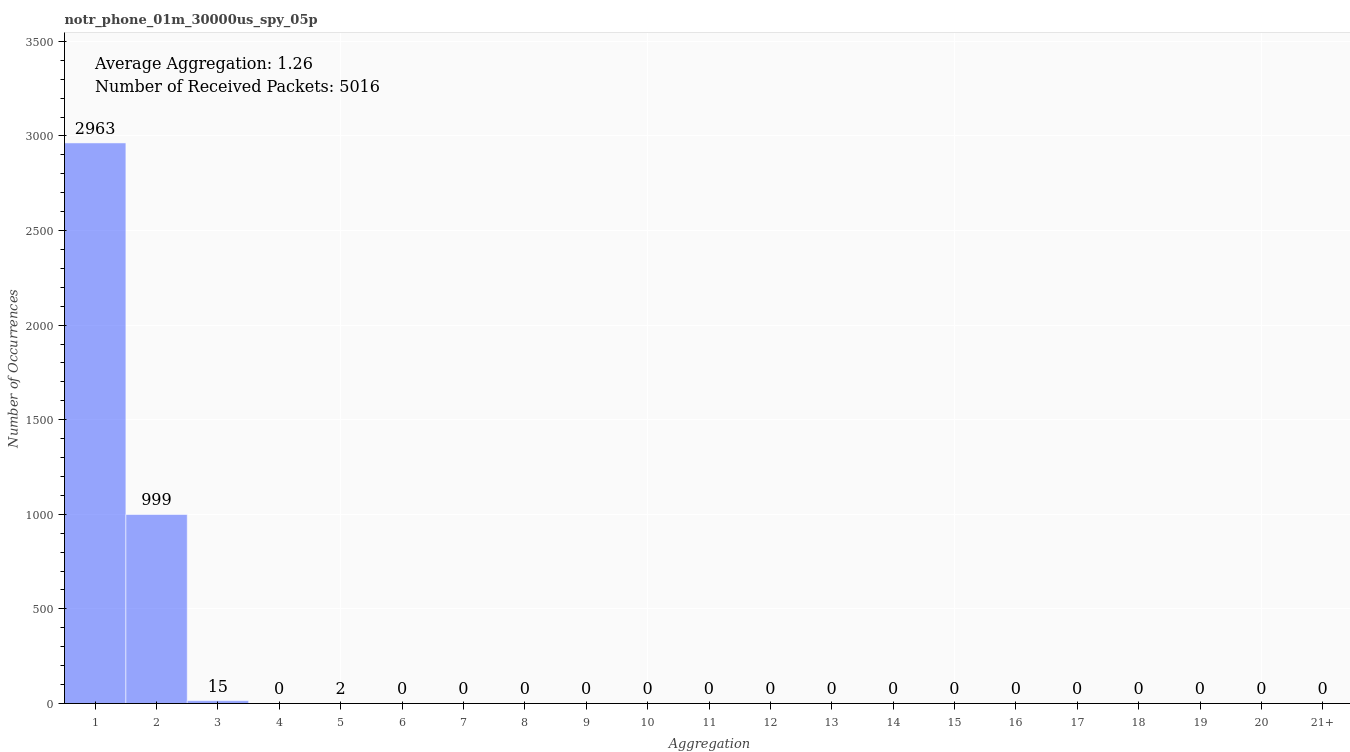 notr_phone_01m_30000us_spy_05p
3500
Average Aggregation: 1.26
Number of Received Packets: 5016
3000
2963
2500
2000
Number of Occurrences
1500
1000
999
500
0
15 0 2 0 0 0 0 0 0 0 0 0 0 0 0 0 0 0 0
1 2 3 4 5 6 7 8 9 10 11 12 13 14 15 16 17 18 19 20 21+
Aggregation